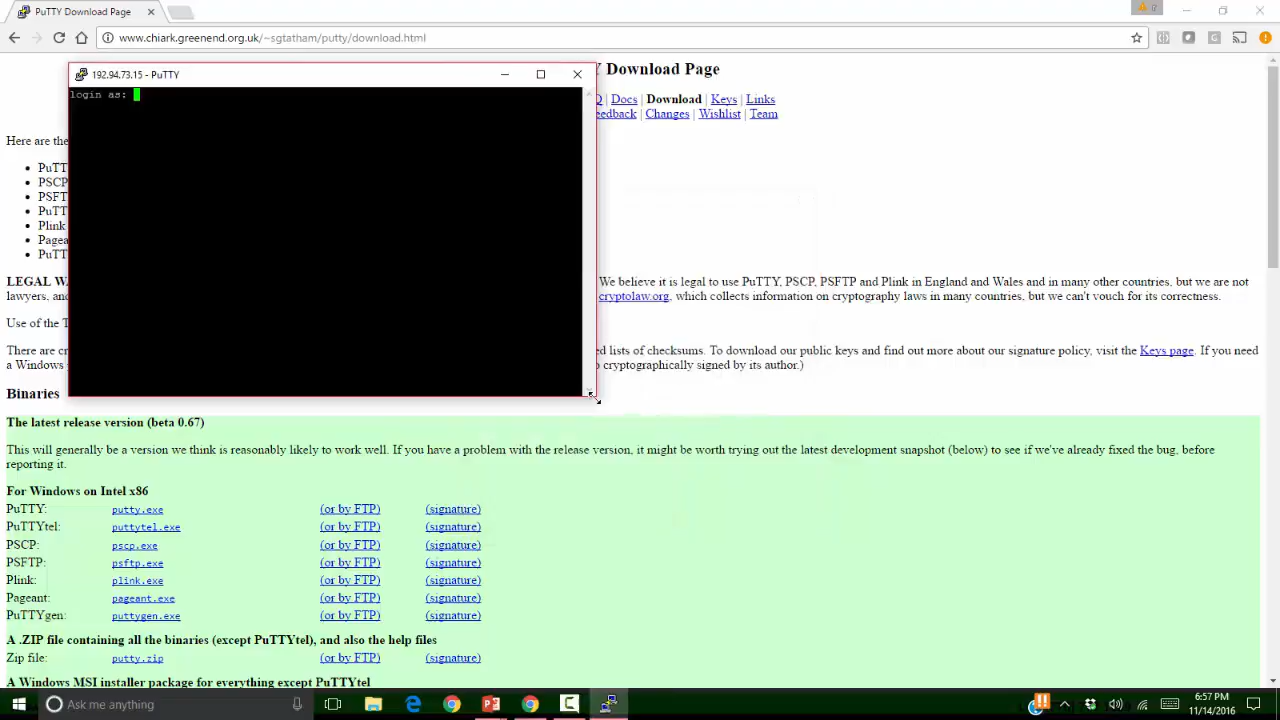 PuTTY Download Page
www.chiark.greenend.org.uk/~sgtatham/putty/download.html
192.94.73.15 - PuTTY
login as:
Download Page
Docs | Download | Keys | Links
eedback | Changes | Wishlist | Team
Here are the
PuTT
PSCP
PSFT
PuTT
Plink
Pagea
PuTT
LEGAL W We believe it is legal to use PuTTY, PSCP, PSFTP and Plink in England and Wales and in many other countries, but we are not
lawyers, and cryptolaw.org, which collects information on cryptography laws in many countries, but we can't vouch for its correctness.
Use of the T
There are cr ed lists of checksums. To download our public keys and find out more about our signature policy, visit the Keys page. If you need
a Windows cryptographically signed by its author.)
Binaries
The latest release version (beta 0.67)
This will generally be a version we think is reasonably likely to work well. If you have a problem with the release version, it might be worth trying out the latest development snapshot (below) to see if we've already fixed the bug, before
reporting it.
For Windows on Intel x86
PuTTY: putty.exe (or by FTP) (signature)
PuTTYtel: puttytel.exe (or by FTP) (signature)
PSCP: pscp.exe (or by FTP) (signature)
PSFTP: psftp.exe (or by FTP) (signature)
Plink: plink.exe (or by FTP) (signature)
Pageant: pageant.exe (or by FTP) (signature)
PuTTYgen: puttygen.exe (or by FTP) (signature)
A .ZIP file containing all the binaries (except PuTTYtel), and also the help files
Zip file: putty.zip (or by FTP) (signature)
A Windows MSI installer package for everything except PuTTYtel
Ask me anything
6:57 PM
11/14/2016